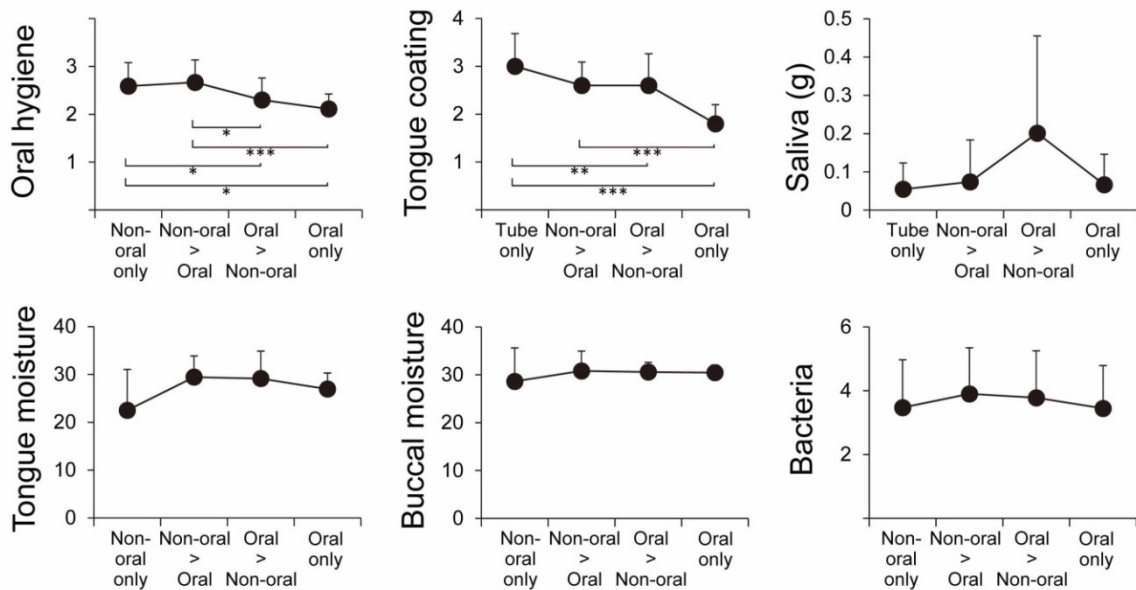 Oral hygiene
3
2
1
*
***
*
*
Non-
oral
only
Non-oral
>
Oral
Oral
>
Non-oral
Oral
only
Tongue coating
4
3
2
1
0
***
**
***
Tube
only
Non-oral
>
Oral
Oral
>
Non-oral
Oral
only
Saliva (g)
0.5
0.4
0.3
0.2
0.1
0
Tube
only
Non-oral
>
Oral
Oral
>
Non-oral
Oral
only
Tongue moisture
40
30
20
10
0
Non-
oral
only
Non-oral
>
Oral
Oral
>
Non-oral
Oral
only
Buccal moisture
40
30
20
10
0
Non-
oral
only
Non-oral
>
Oral
Oral
>
Non-oral
Oral
only
Bacteria
6
4
2
Non-
oral
only
Non-oral
>
Oral
Oral
>
Non-oral
Oral
only